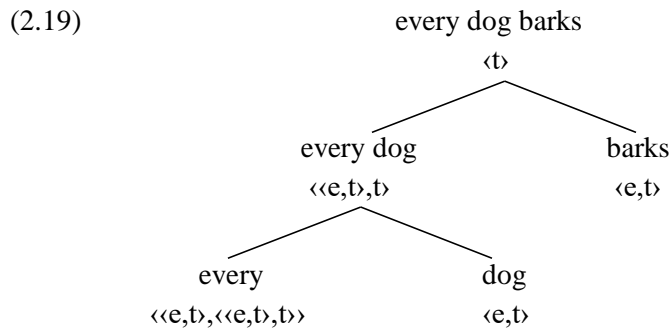 (2.19) every dog barks
‹t›
every dog barks
‹‹e,t›,t› ‹e,t›
every dog
‹‹e,t›,‹‹e,t›,t›› ‹e,t›